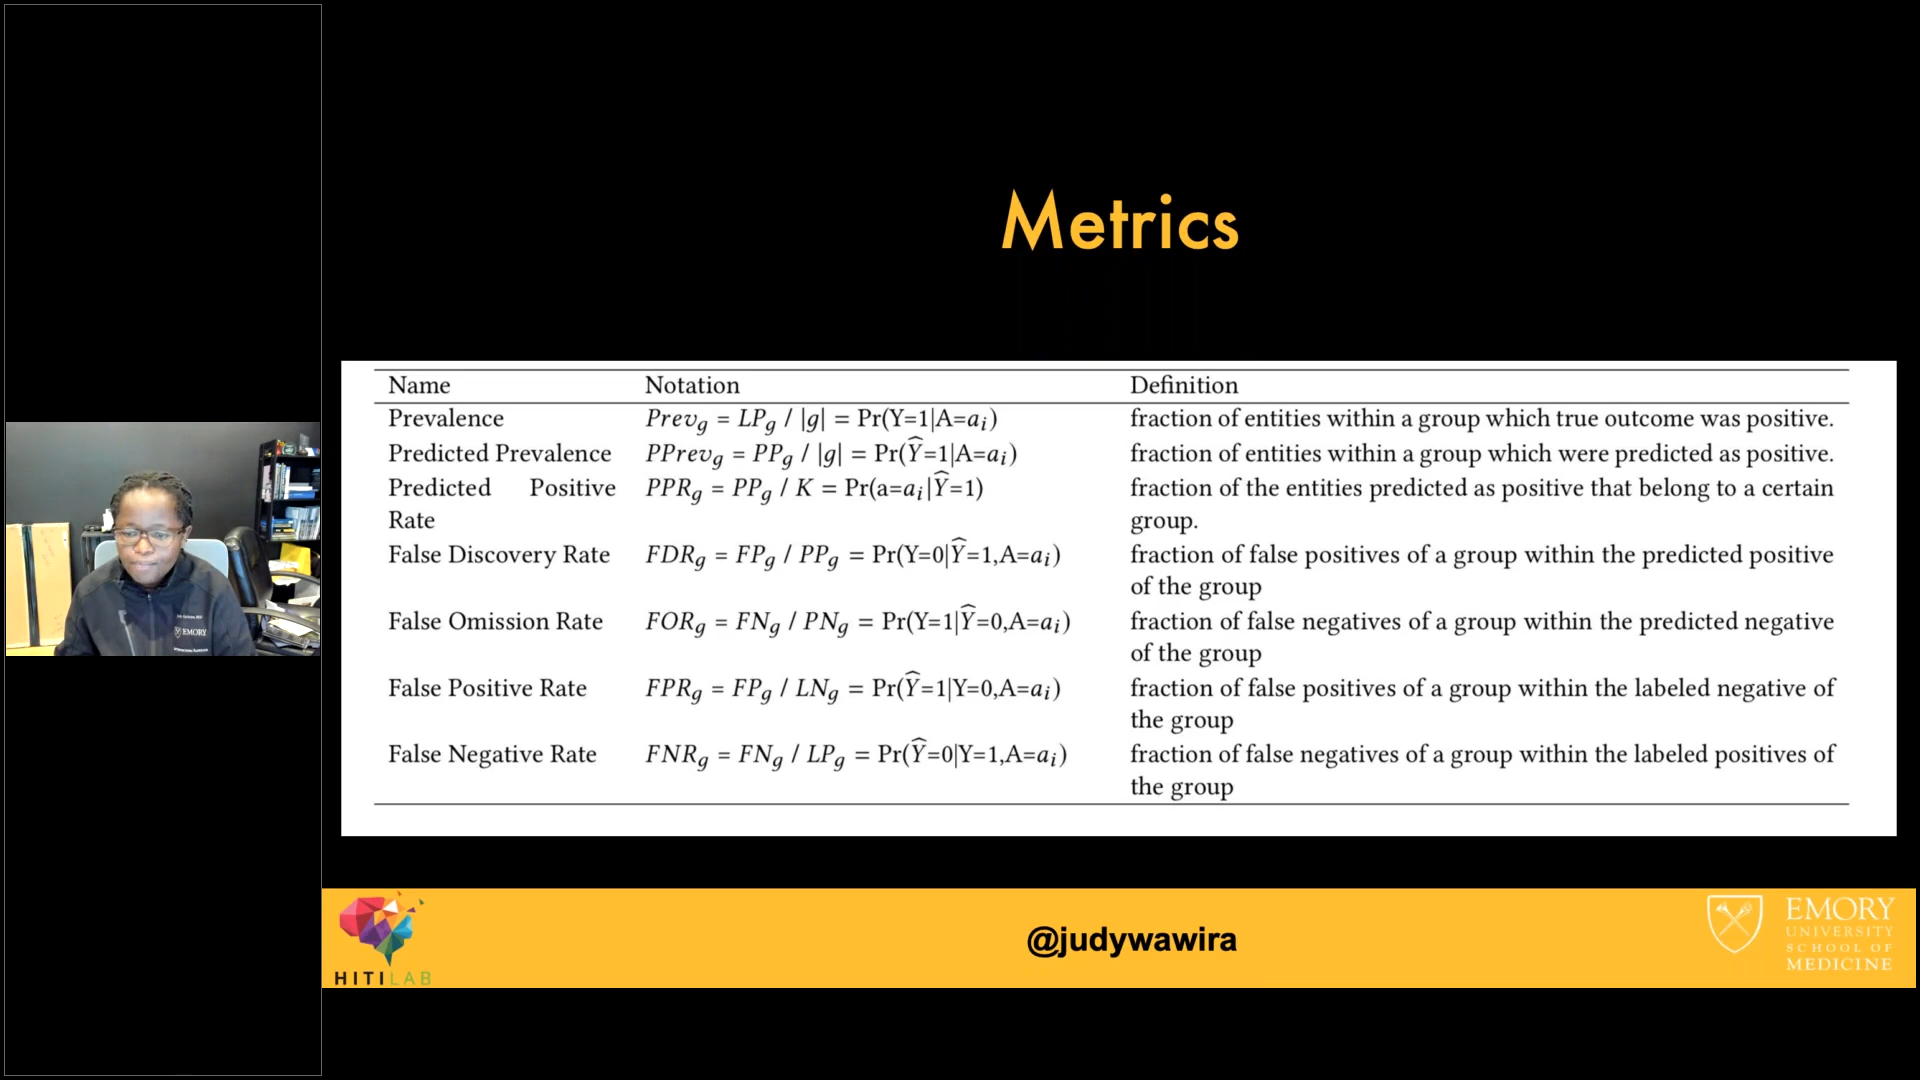 Metrics
Name Notation Definition
Prevalence Prev_g = LP_g / |g| = Pr(Y=1|A=a_i) fraction of entities within a group which true outcome was positive.
Predicted Prevalence PPrev_g = PP_g / |g| = Pr(Ŷ=1|A=a_i) fraction of entities within a group which were predicted as positive.
Predicted Positive PPR_g = PP_g / K = Pr(a=a_i|Ŷ=1) fraction of the entities predicted as positive that belong to a certain
Rate group.
False Discovery Rate FDR_g = FP_g / PP_g = Pr(Y=0|Ŷ=1,A=a_i) fraction of false positives of a group within the predicted positive
of the group
False Omission Rate FOR_g = FN_g / PN_g = Pr(Y=1|Ŷ=0,A=a_i) fraction of false negatives of a group within the predicted negative
of the group
False Positive Rate FPR_g = FP_g / LN_g = Pr(Ŷ=1|Y=0,A=a_i) fraction of false positives of a group within the labeled negative of
the group
False Negative Rate FNR_g = FN_g / LP_g = Pr(Ŷ=0|Y=1,A=a_i) fraction of false negatives of a group within the labeled positives of
the group
EMORY
HITILAB
@judywawira
EMORY
UNIVERSITY
SCHOOL OF
MEDICINE